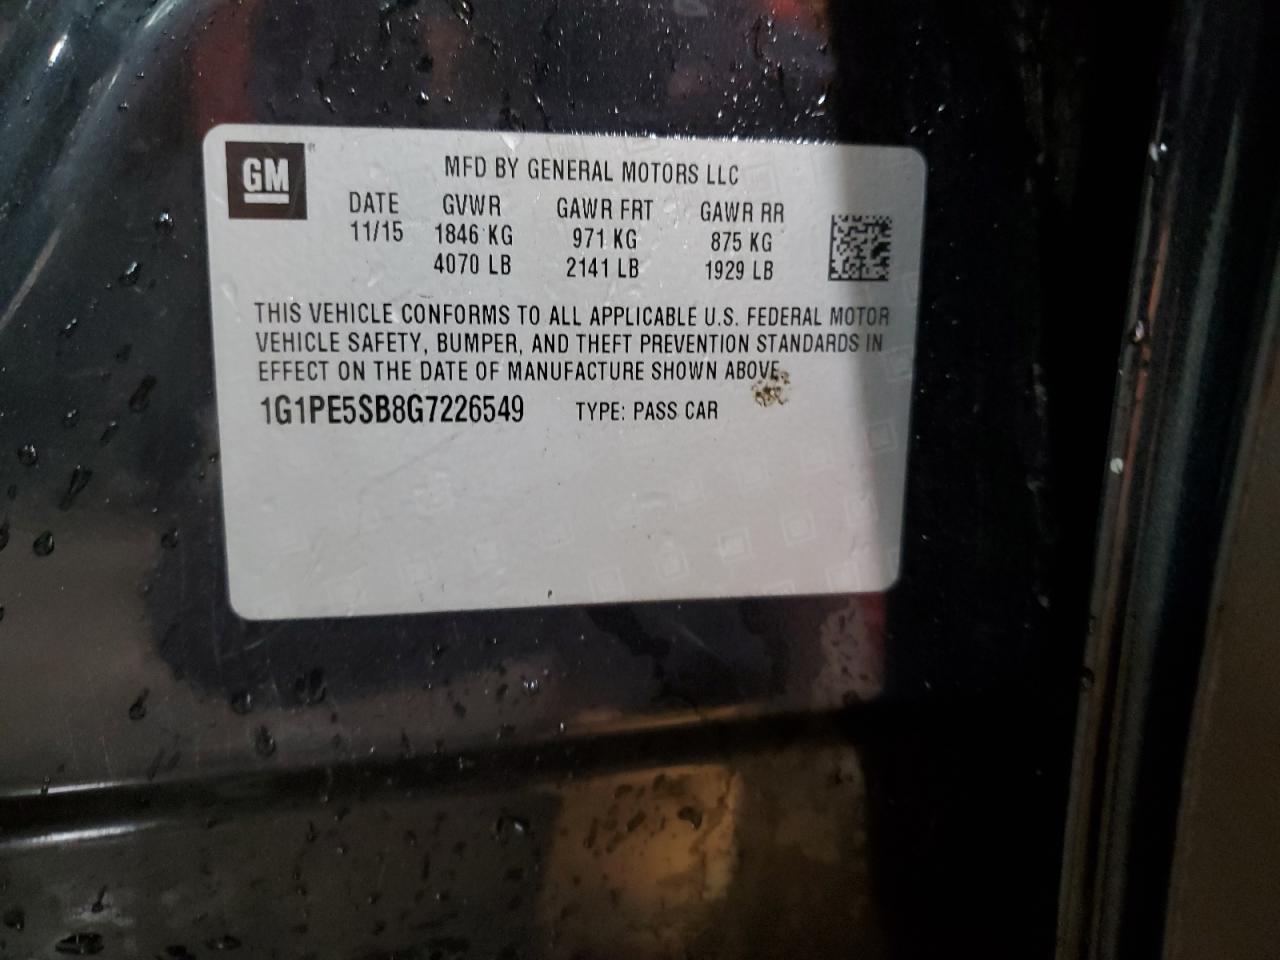 GM
MFD BY GENERAL MOTORS LLC
DATE GVWR GAWR FRT GAWR RR
11/15 1846 KG 971 KG 875 KG
4070 LB 2141 LB 1929 LB
THIS VEHICLE CONFORMS TO ALL APPLICABLE U.S. FEDERAL MOTOR
VEHICLE SAFETY, BUMPER, AND THEFT PREVENTION STANDARDS IN
EFFECT ON THE DATE OF MANUFACTURE SHOWN ABOVE.
1G1PE5SB8G7226549 TYPE: PASS CAR